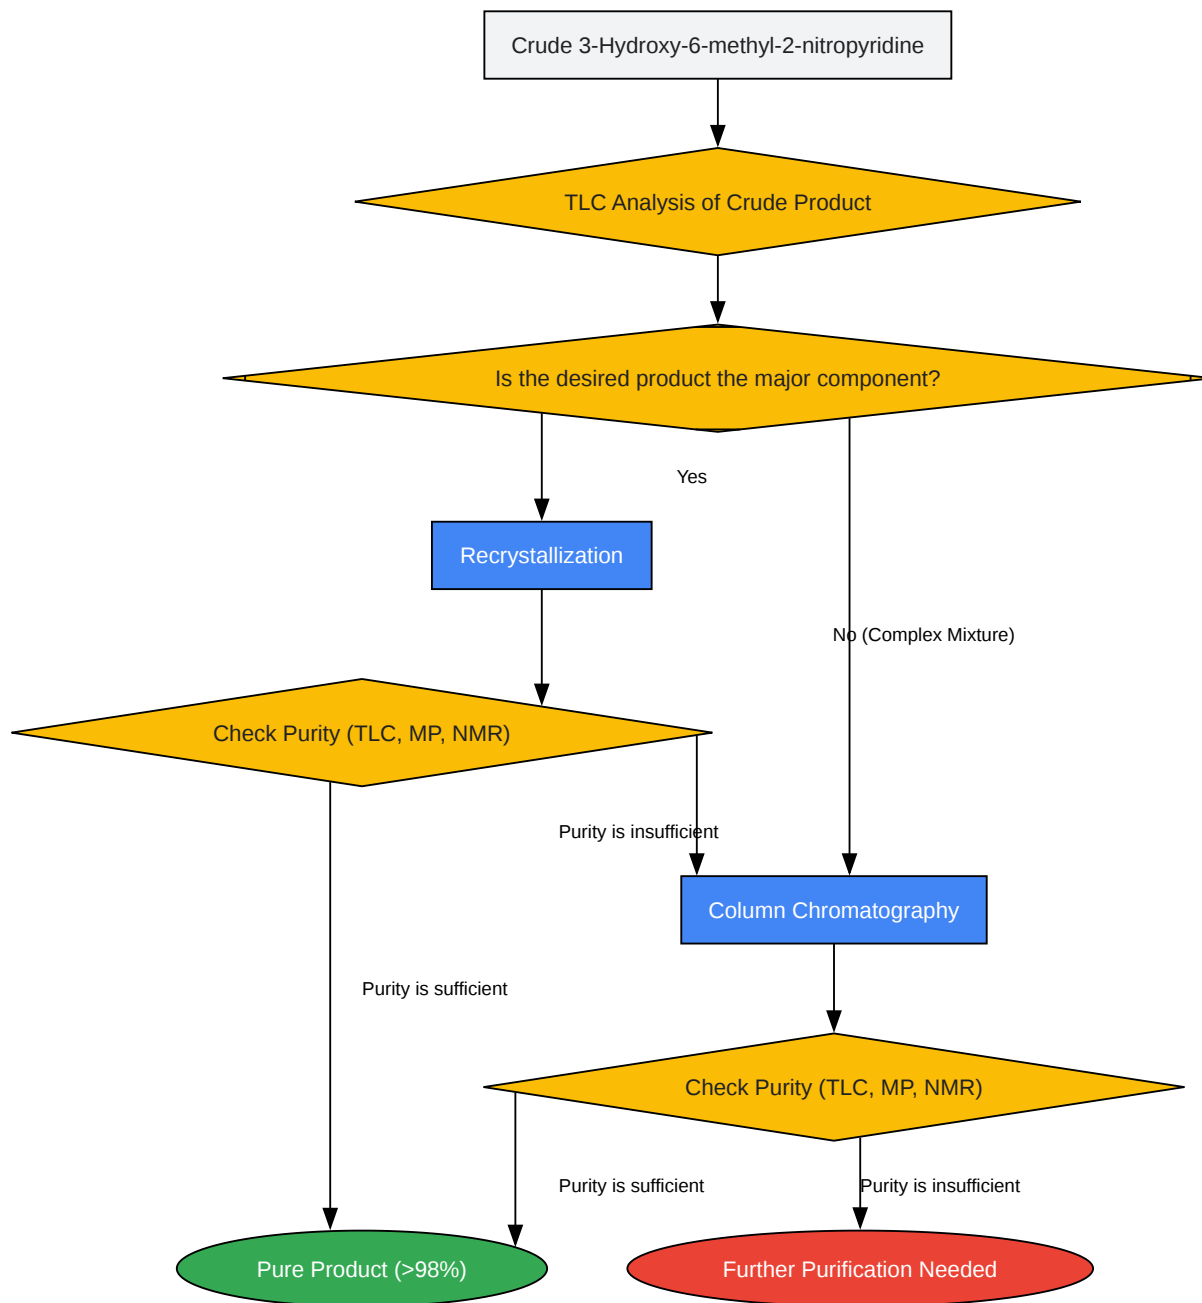 Crude 3-Hydroxy-6-methyl-2-nitropyridine
TLC Analysis of Crude Product
Is the desired product the major component?
Yes
Recrystallization
No (Complex Mixture)
Check Purity (TLC, MP, NMR)
Purity is insufficient
Column Chromatography
Purity is sufficient
Check Purity (TLC, MP, NMR)
Purity is sufficient
Purity is insufficient
Pure Product (>98%)
Further Purification Needed